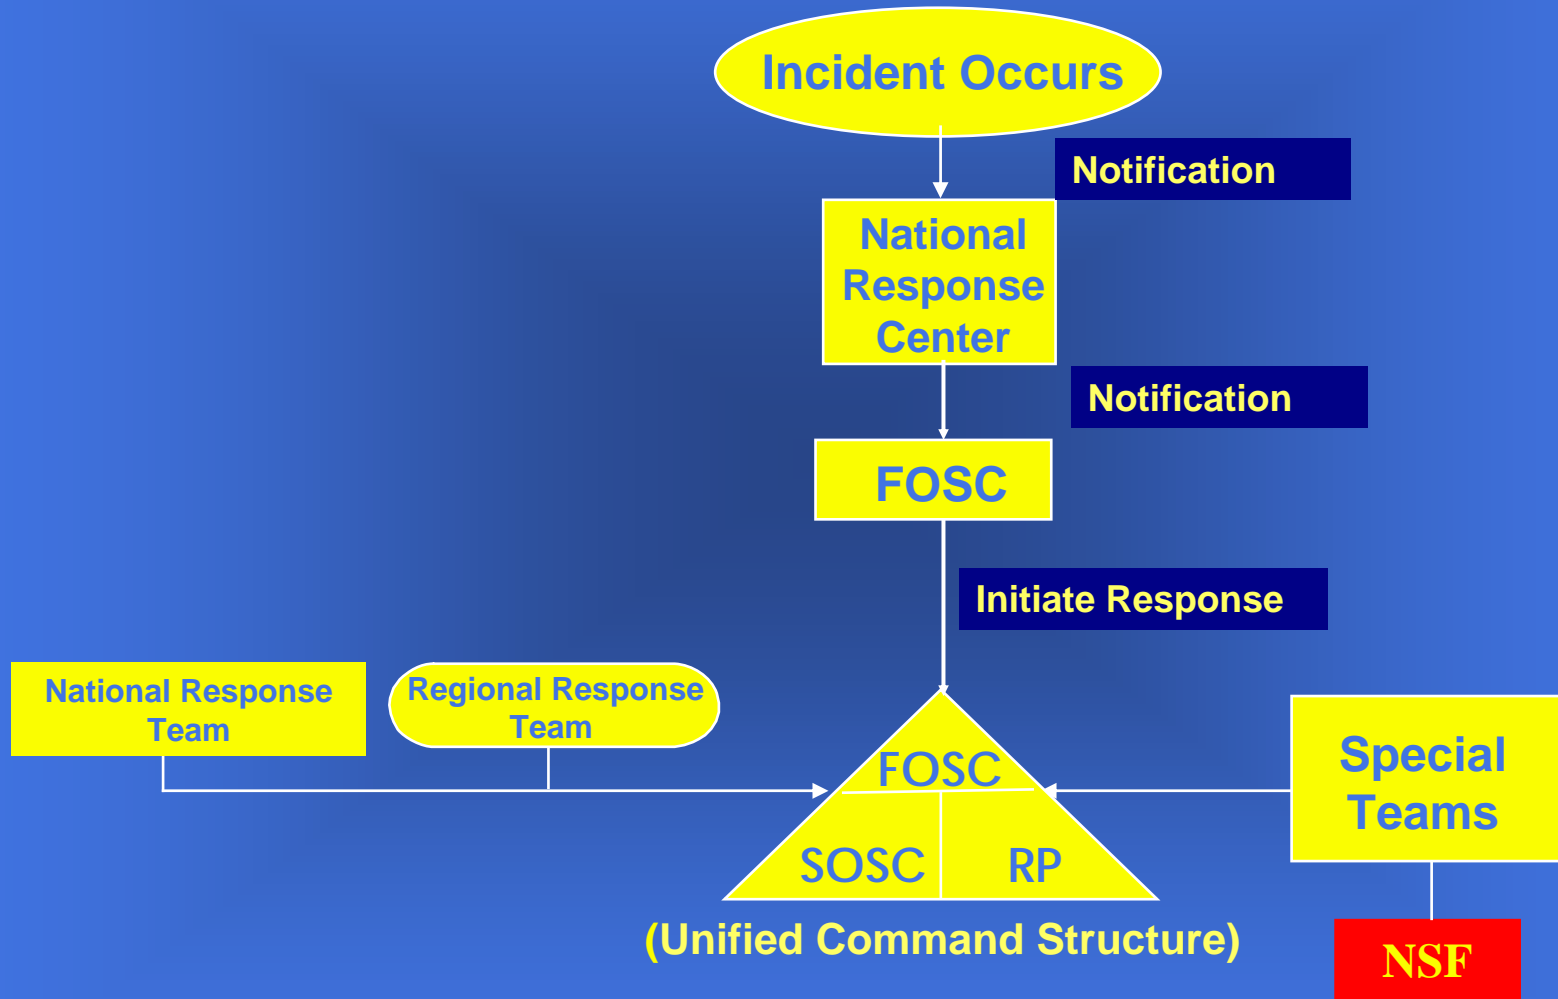 Incident Occurs
Notification
National
Response
Center
Notification
FOSC
Initiate Response
National Response
Team
Regional Response
Team
FOSC
SOSC
RP
(Unified Command Structure)
Special
Teams
NSF